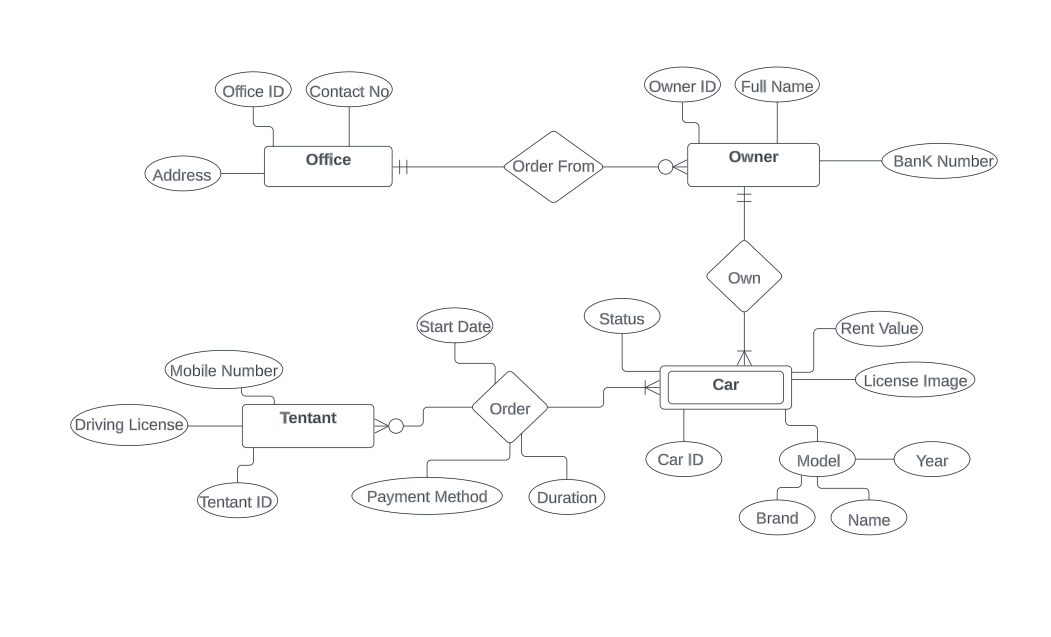 Office ID
Contact No
Owner ID
Full Name
Office
Order From
Owner
BanK Number
Address
Own
Status
Start Date
Rent Value
Mobile Number
License Image
Car
Driving License
Tentant
Order
Car ID
Model
Year
Tentant ID
Payment Method
Duration
Brand
Name